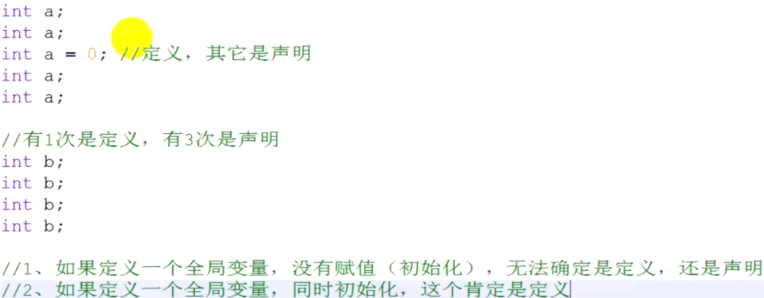 int a;
int a;
int a = 0; //定义，其它是声明
int a;
int a;
//有1次是定义，有3次是声明
int b;
int b;
int b;
int b;
//1、如果定义一个全局变量，没有赋值（初始化），无法确定是定义，还是声明
//2、如果定义一个全局变量，同时初始化，这个肯定是定义